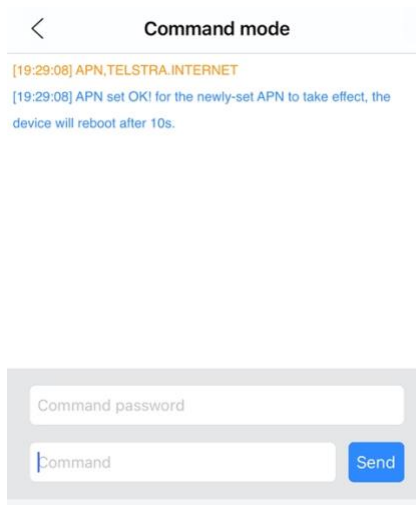 Command mode
[19:29:08] APN,TELSTRA.INTERNET
[19:29:08] APN set OK! for the newly-set APN to take effect, the
device will reboot after 10s.
Command password
Command
Send